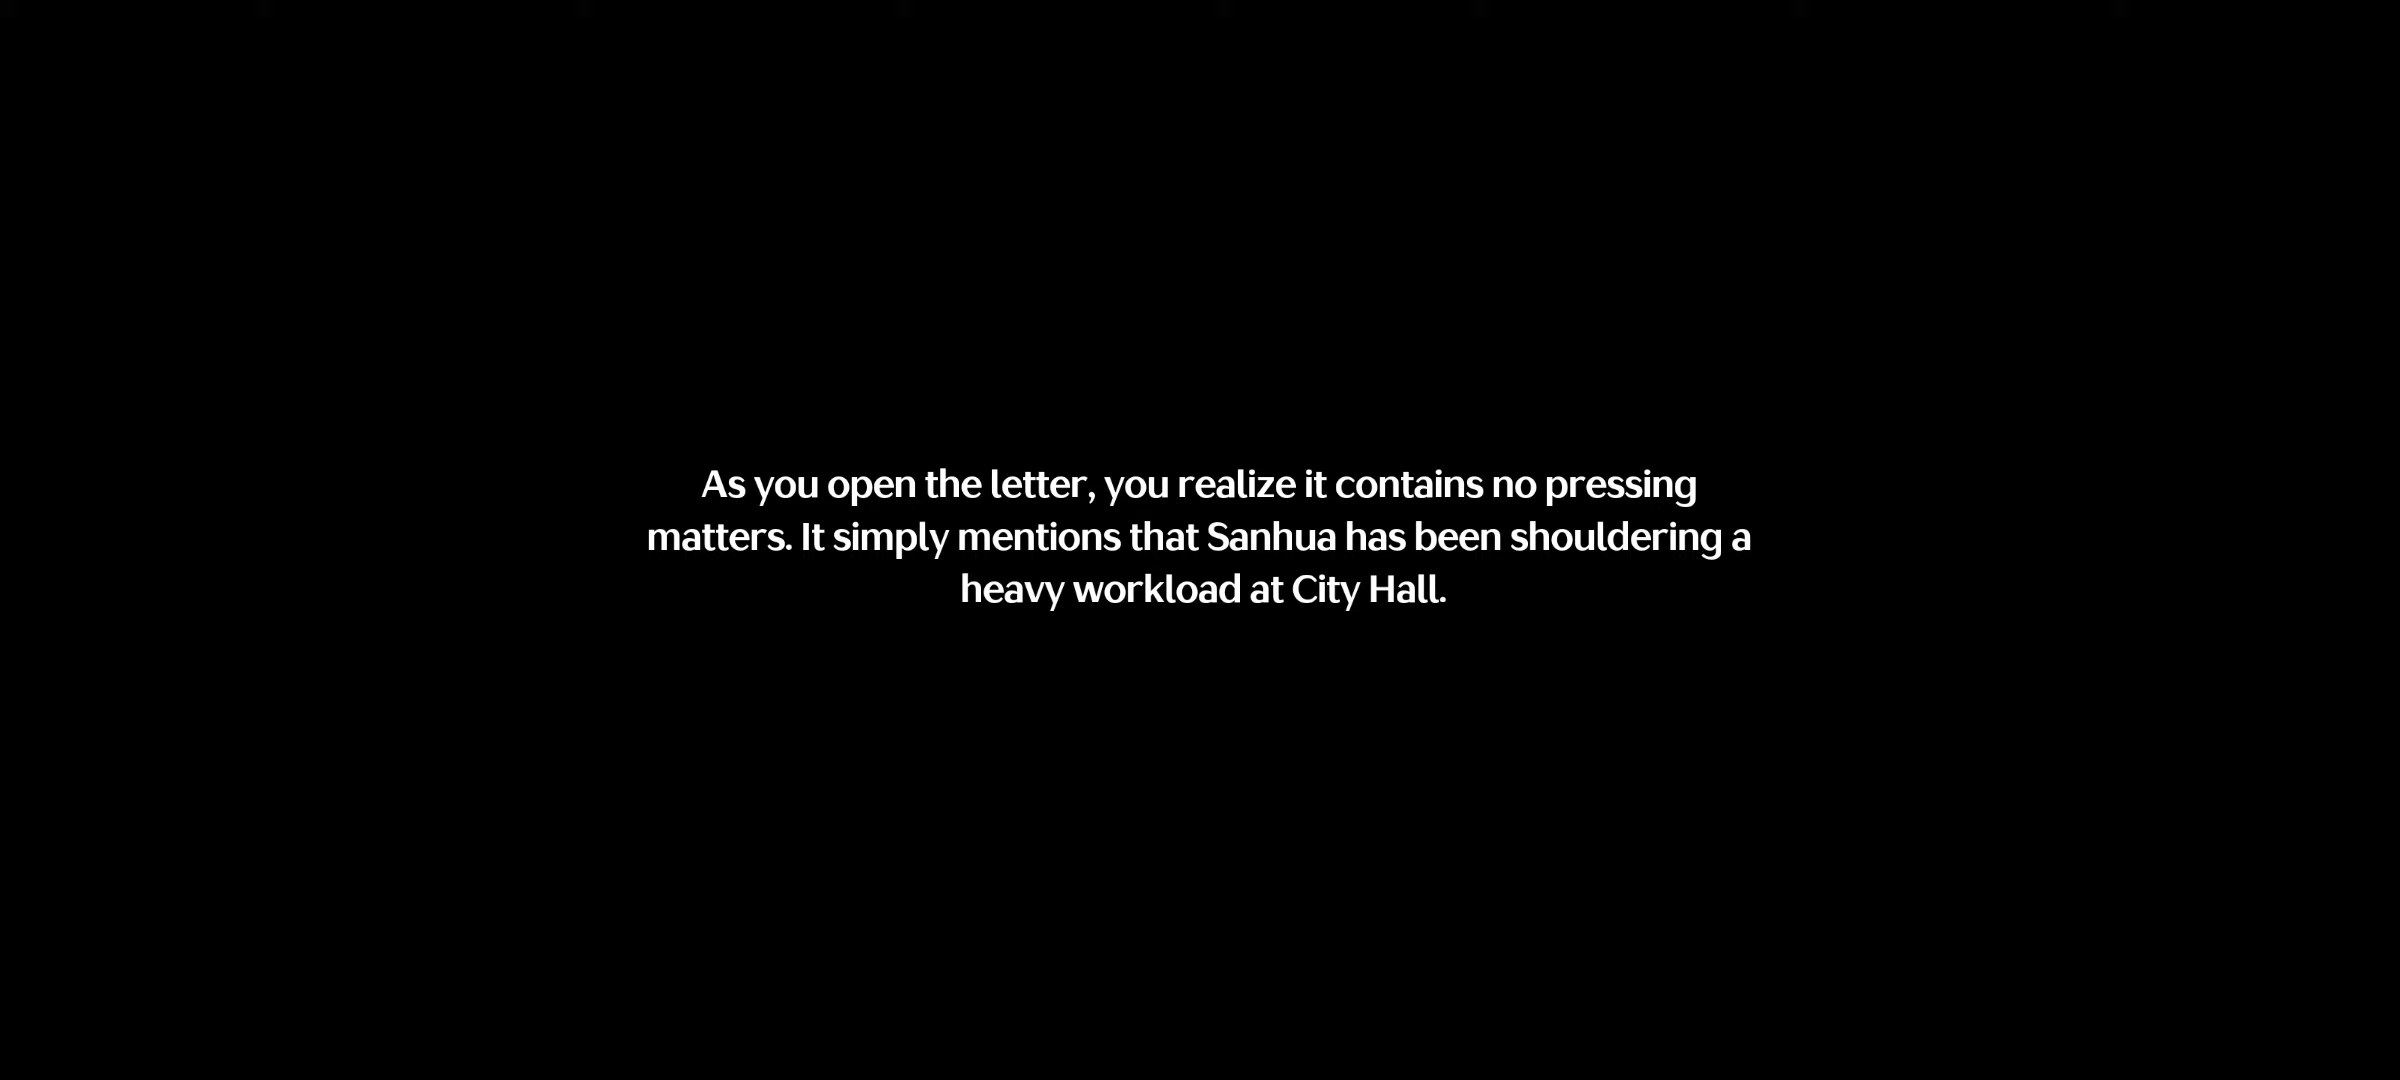 As you open the letter, you realize it contains no pressing
matters. It simply mentions that Sanhua has been shouldering a
heavy workload at City Hall.